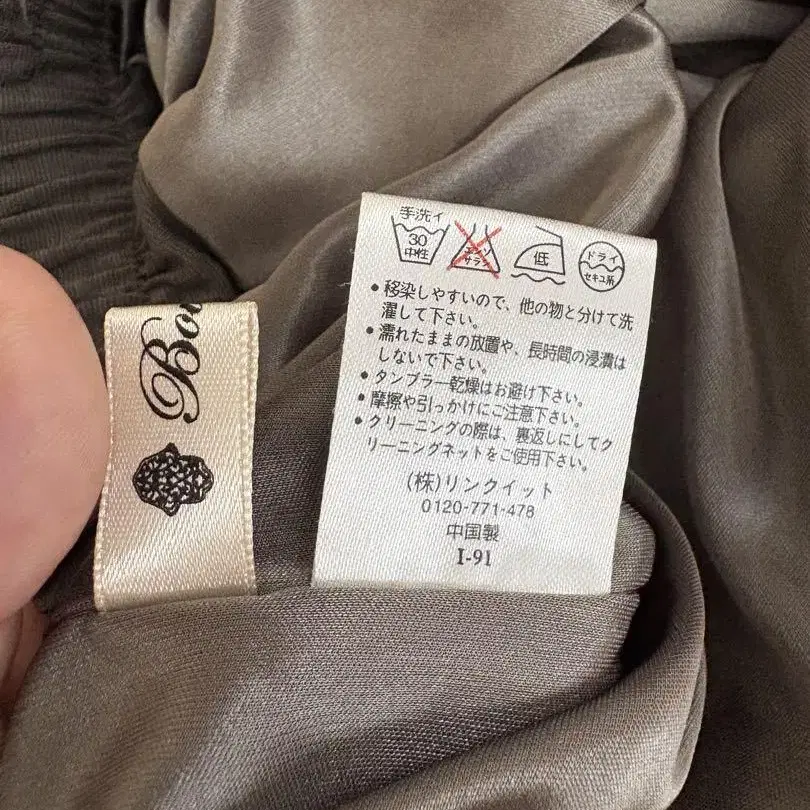 手洗イ
30
中性
エンソ
サラシ
低
ドライ
セキユ系
• 移染しやすいので、他の物と分けて洗
濯して下さい。
• 濡れたままの放置や、長時間の浸漬は
しないで下さい。
• タンブラー乾燥はお避け下さい。
• 摩擦や引っかけにご注意下さい。
• クリーニングの際は、裏返しにしてク
リーニングネットをご使用下さい。
(株)リンクイット
0120-771-478
中国製
I-91